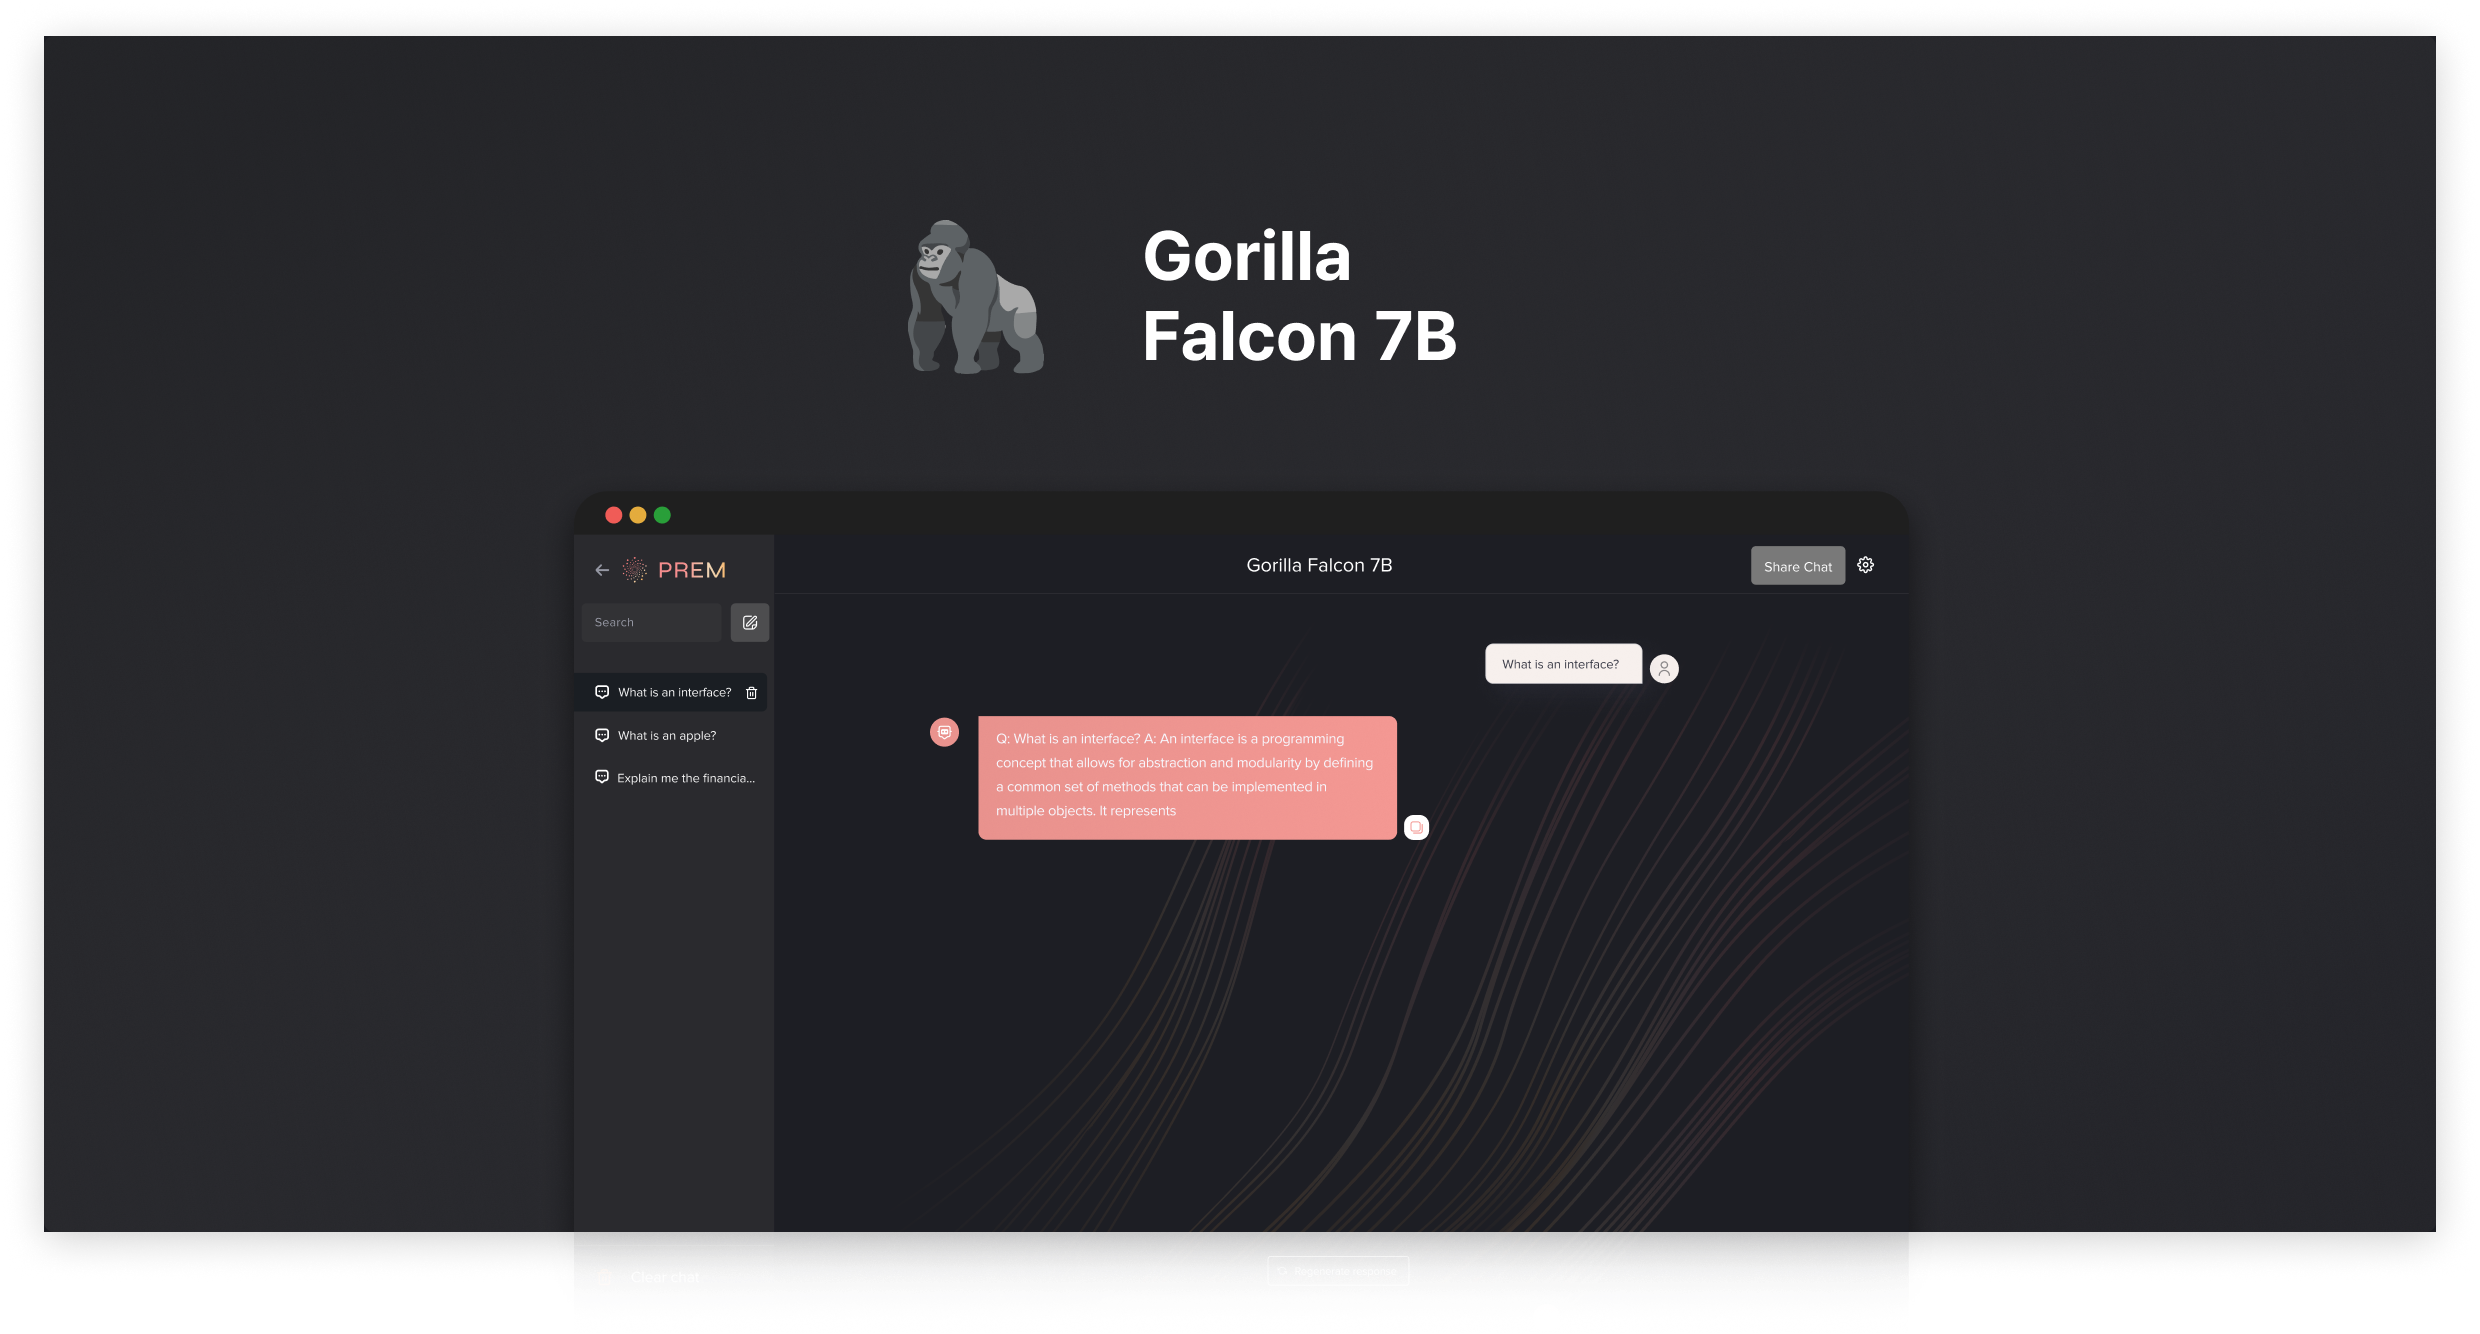 Gorilla
Falcon 7B
PREM
Gorilla Falcon 7B
Share Chat
Search
What is an interface?
What is an apple?
Explain me the financia...
What is an interface?
Q: What is an interface? A: An interface is a programming
concept that allows for abstraction and modularity by defining
a common set of methods that can be implemented in
multiple objects. It represents
Clear chat